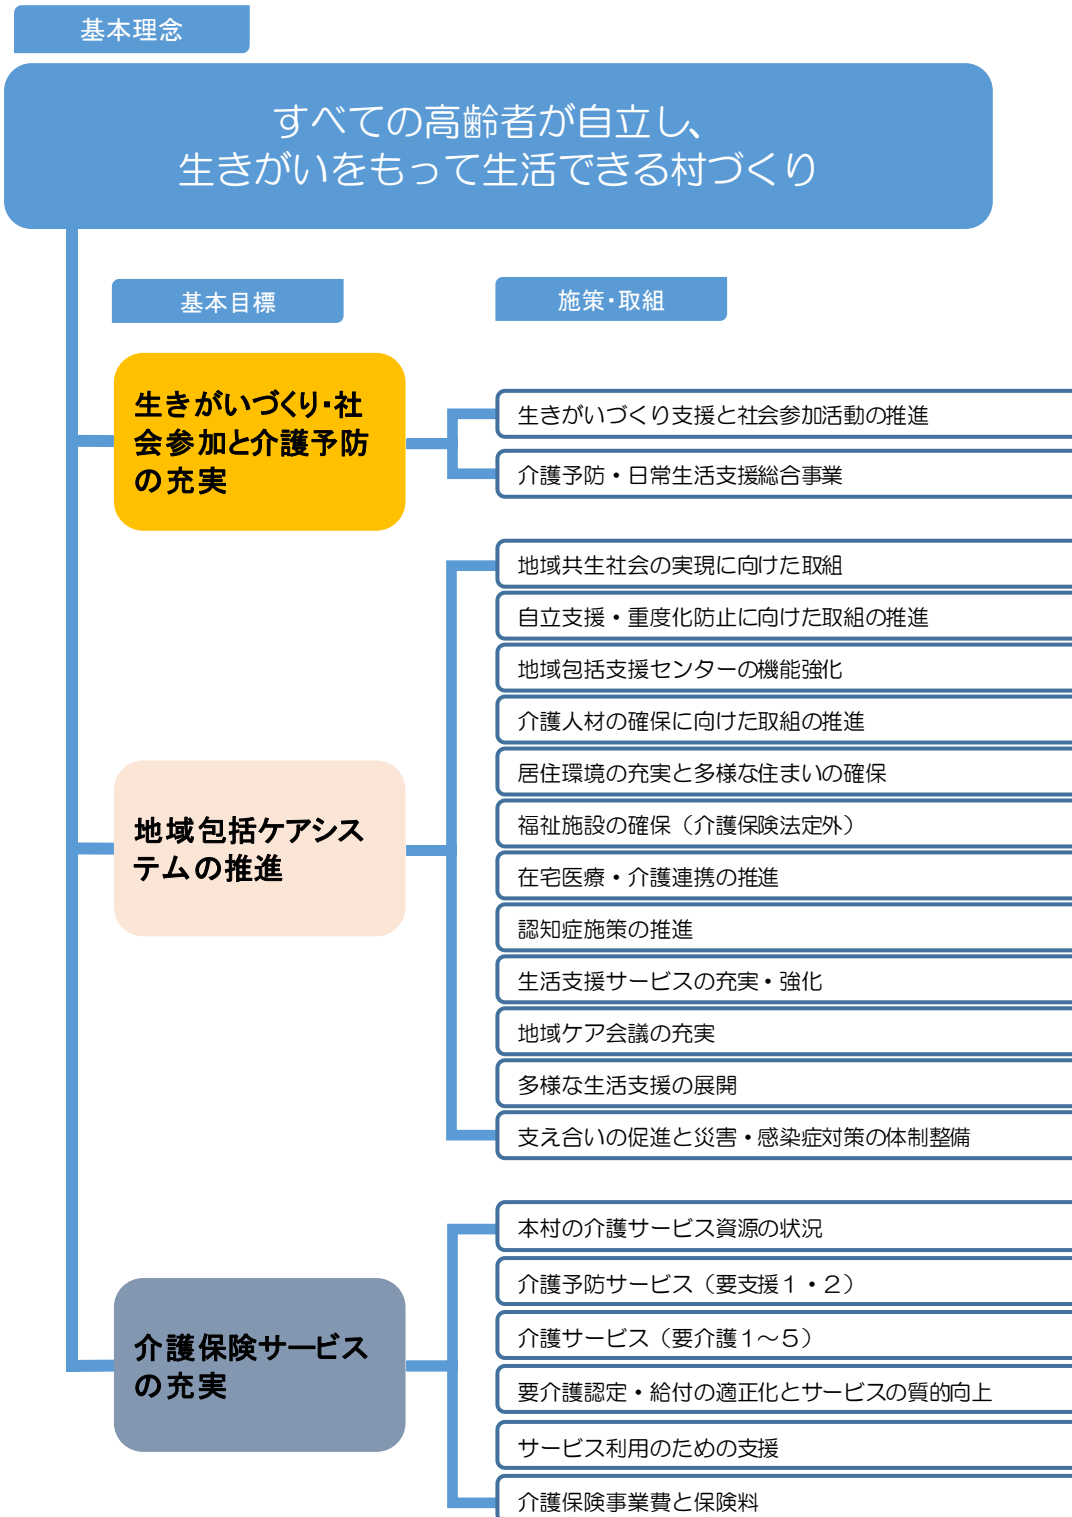 基本理念
すべての高齢者が自立し、
生きがいをもって生活できる村づくり
基本目標
施策・取組
生きがいづくり・社
会参加と介護予防
の充実
生きがいづくり支援と社会参加活動の推進
介護予防・日常生活支援総合事業
地域包括ケアシス
テムの推進
地域共生社会の実現に向けた取組
自立支援・重度化防止に向けた取組の推進
地域包括支援センターの機能強化
介護人材の確保に向けた取組の推進
居住環境の充実と多様な住まいの確保
福祉施設の確保（介護保険法定外）
在宅医療・介護連携の推進
認知症施策の推進
生活支援サービスの充実・強化
地域ケア会議の充実
多様な生活支援の展開
支え合いの促進と災害・感染症対策の体制整備
介護保険サービス
の充実
本村の介護サービス資源の状況
介護予防サービス（要支援１・２）
介護サービス（要介護１～５）
要介護認定・給付の適正化とサービスの質的向上
サービス利用のための支援
介護保険事業費と保険料